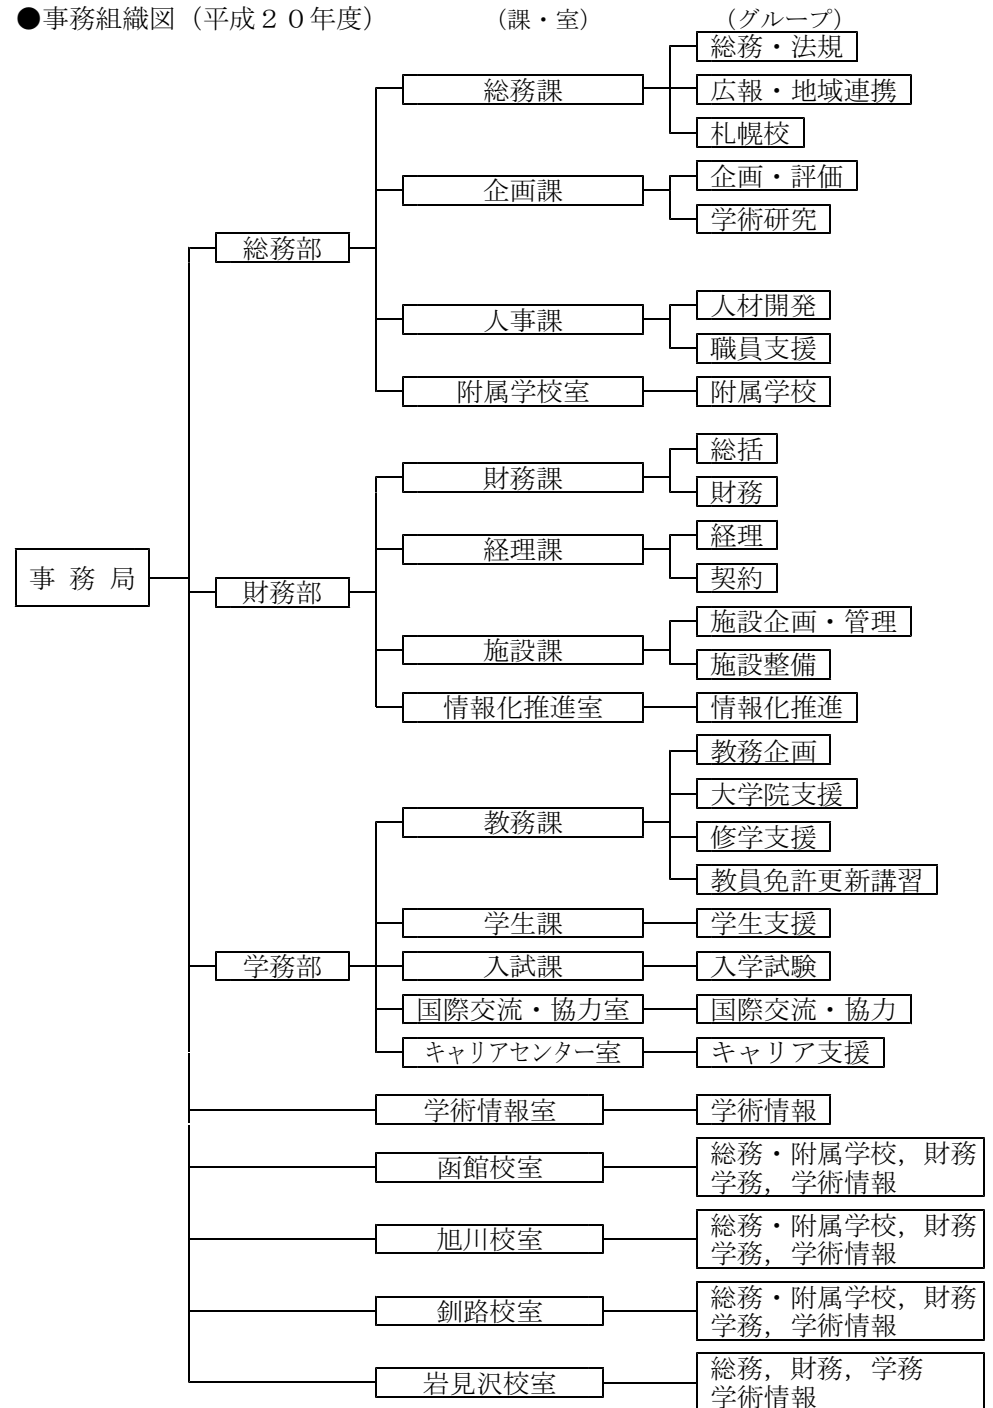 ●事務組織図（平成２０年度）　（課・室）　（グループ）
総務・法規
総務課
広報・地域連携
札幌校
企画・評価
企画課
学術研究
総務部
人材開発
人事課
職員支援
附属学校室
附属学校
総括
財務課
財務
経理
経理課
契約
事 務 局
財務部
施設企画・管理
施設課
施設整備
情報化推進室
情報化推進
教務企画
大学院支援
教務課
修学支援
教員免許更新講習
学生課
学生支援
学務部
入試課
入学試験
国際交流・協力室
国際交流・協力
キャリアセンター室
キャリア支援
学術情報室
学術情報
函館校室
総務・附属学校，財務
学務，学術情報
旭川校室
総務・附属学校，財務
学務，学術情報
釧路校室
総務・附属学校，財務
学務，学術情報
岩見沢校室
総務，財務，学務
学術情報